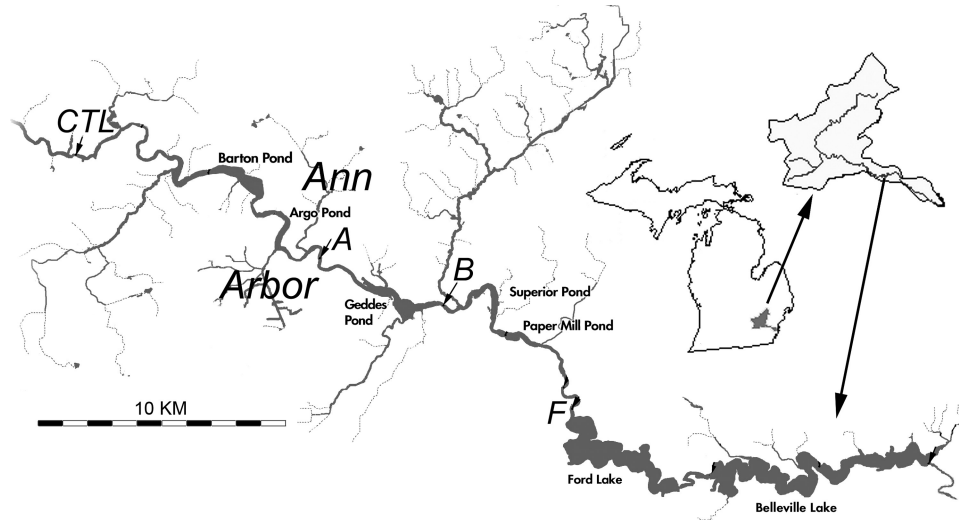 CTL
Barton Pond
Ann
Argo Pond
A
Arbor
B
Geddes
Pond
Superior Pond
Paper Mill Pond
10 KM
F
Ford Lake
Belleville Lake